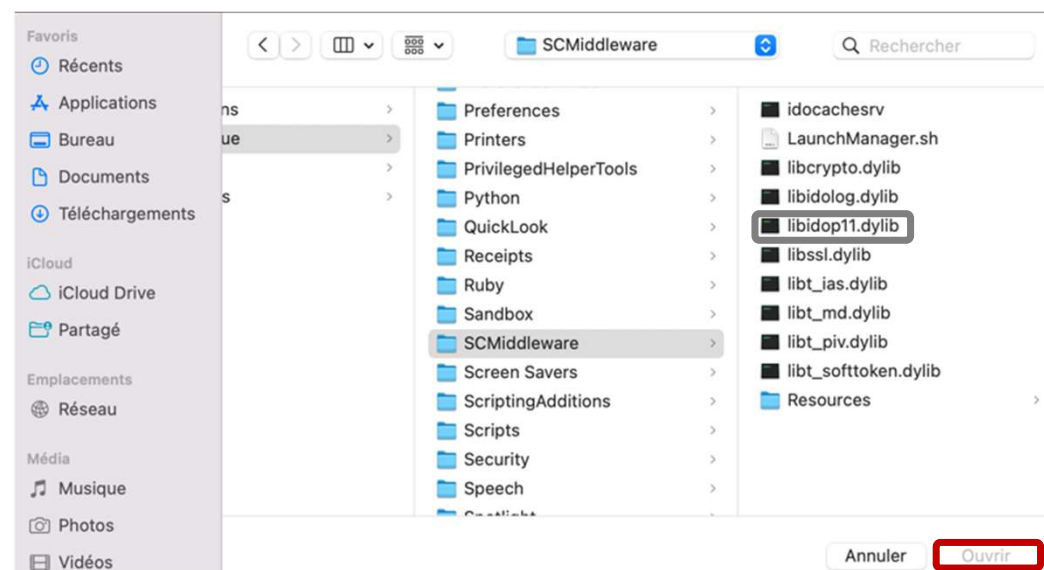 Favoris
Récents
Applications
Bureau
Documents
Téléchargements
iCloud
iCloud Drive
Partagé
Emplacements
Réseau
Média
Musique
Photos
Vidéos
SCMiddleware
Rechercher
ns
ue
s
Preferences
Printers
PrivilegedHelperTools
Python
QuickLook
Receipts
Ruby
Sandbox
SCMiddleware
Screen Savers
ScriptingAdditions
Scripts
Security
Speech
idocachesrv
LaunchManager.sh
libcrypto.dylib
libidolog.dylib
libidop11.dylib
libssl.dylib
libt_ias.dylib
libt_md.dylib
libt_piv.dylib
libt_softtoken.dylib
Resources
Annuler
Ouvrir